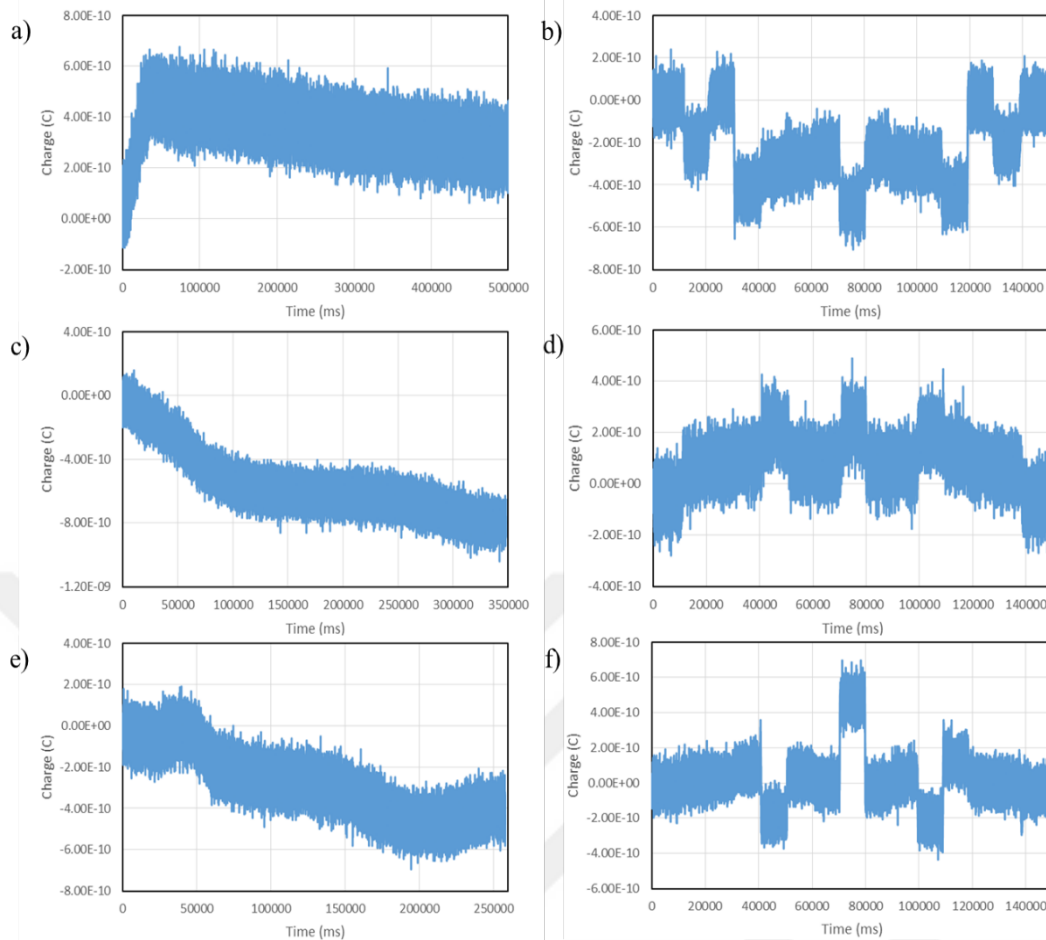 a)
8.00E-10
6.00E-10
4.00E-10
2.00E-10
0.00E+00
-2.00E-10
Charge (C)
0 100000 200000 300000 400000 500000
Time (ms)
b)
4.00E-10
2.00E-10
0.00E+00
-2.00E-10
-4.00E-10
-6.00E-10
-8.00E-10
Charge (C)
0 20000 40000 60000 80000 100000 120000 140000
Time (ms)
c)
4.00E-10
0.00E+00
-4.00E-10
-8.00E-10
-1.20E-09
Charge (C)
0 50000 100000 150000 200000 250000 300000 350000
Time (ms)
d)
6.00E-10
4.00E-10
2.00E-10
0.00E+00
-2.00E-10
-4.00E-10
Charge (C)
0 20000 40000 60000 80000 100000 120000 140000
Time (ms)
e)
4.00E-10
2.00E-10
0.00E+00
-2.00E-10
-4.00E-10
-6.00E-10
-8.00E-10
Charge (C)
0 50000 100000 150000 200000 250000
Time (ms)
f)
8.00E-10
6.00E-10
4.00E-10
2.00E-10
0.00E+00
-2.00E-10
-4.00E-10
-6.00E-10
Charge (C)
0 20000 40000 60000 80000 100000 120000 140000
Time (ms)